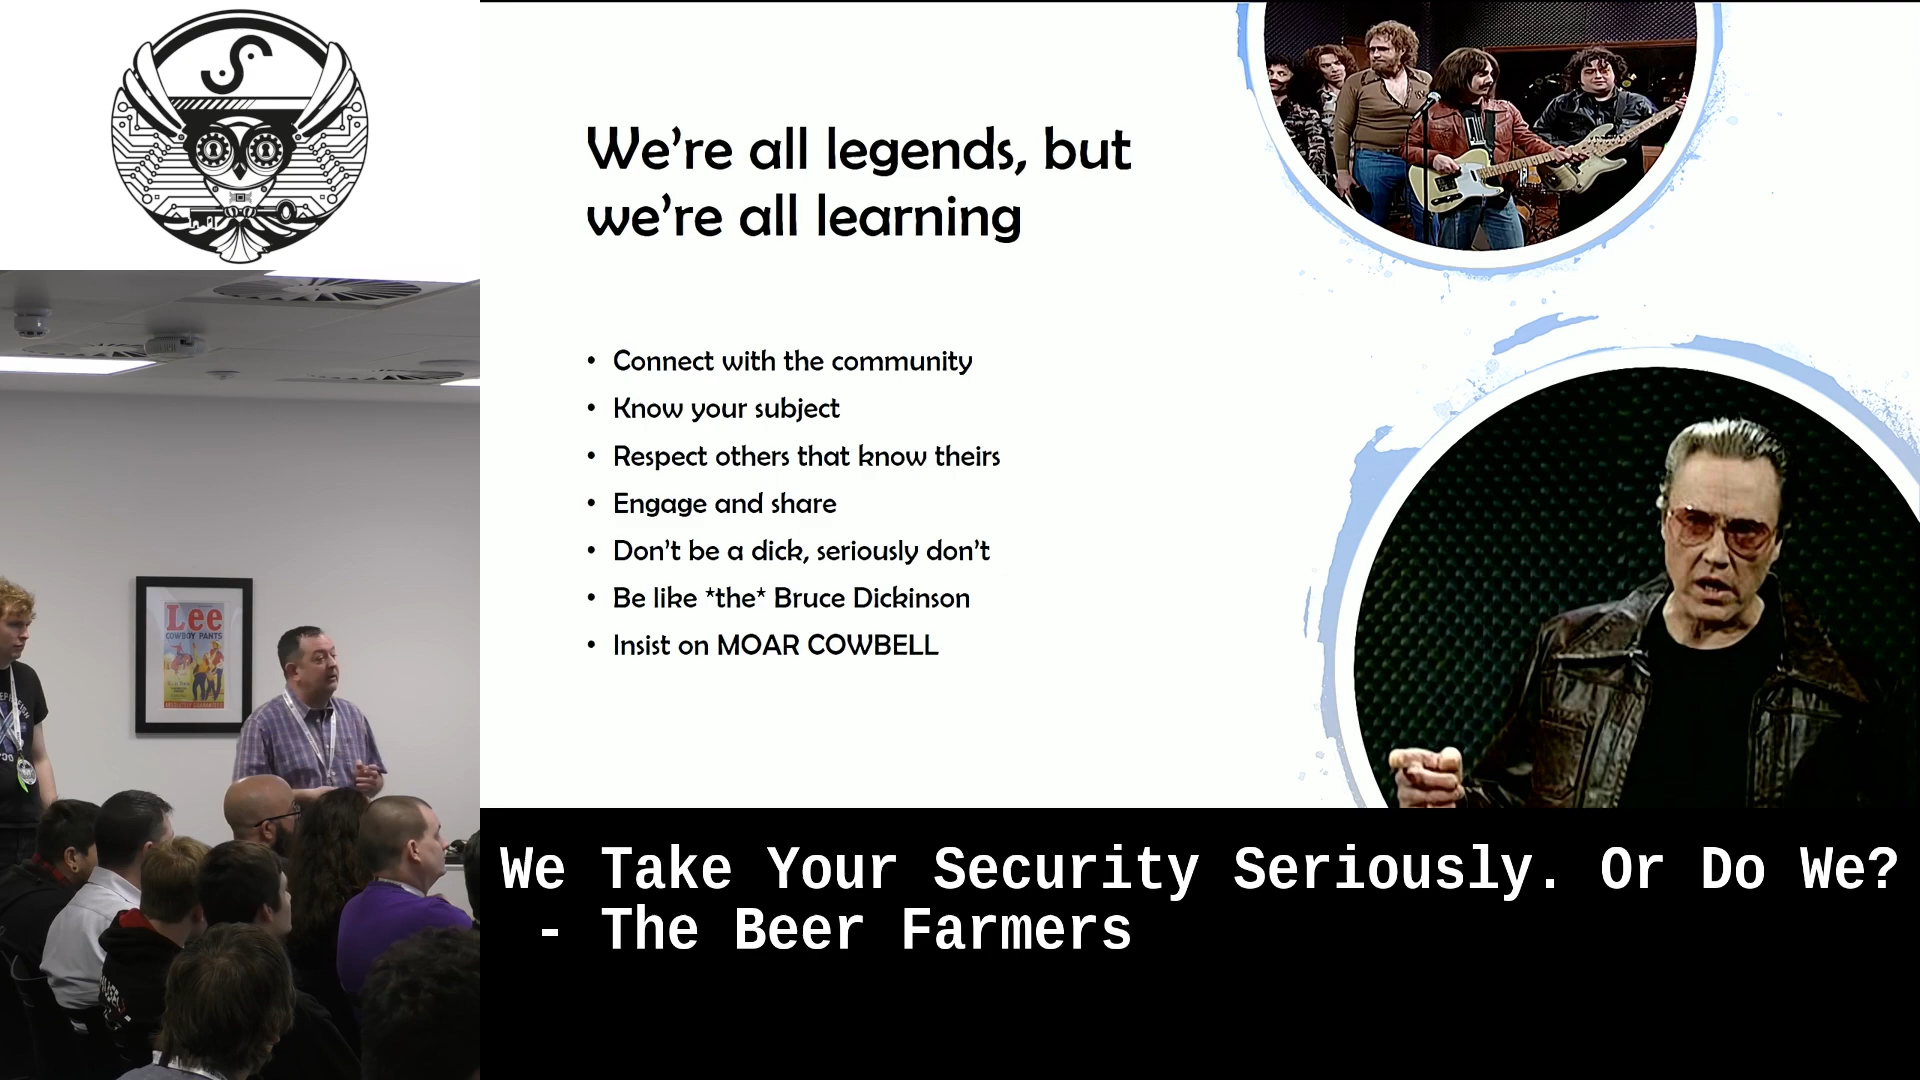 We're all legends, but
we're all learning
• Connect with the community
• Know your subject
• Respect others that know theirs
• Engage and share
• Don't be a dick, seriously don't
• Be like *the* Bruce Dickinson
• Insist on MOAR COWBELL
Lee
COWBOY PANTS
We Take Your Security Seriously. Or Do We?
- The Beer Farmers